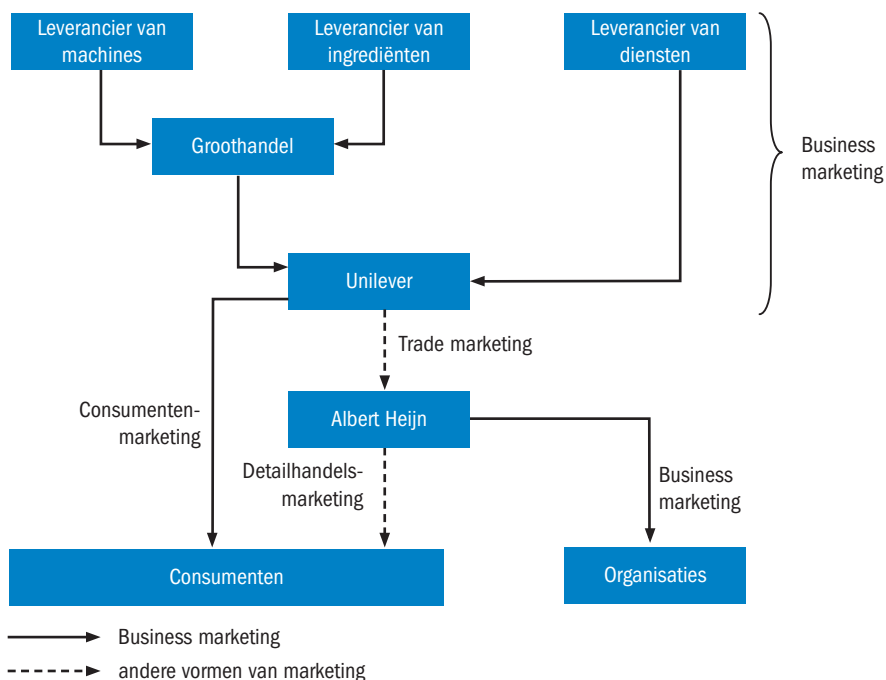 Leverancier van
machines
Leverancier van
ingrediënten
Leverancier van
diensten
Groothandel
Business
marketing
Unilever
Trade marketing
Consumenten-
marketing
Albert Heijn
Detailhandels-
marketing
Business
marketing
Consumenten
Organisaties
Business marketing
andere vormen van marketing